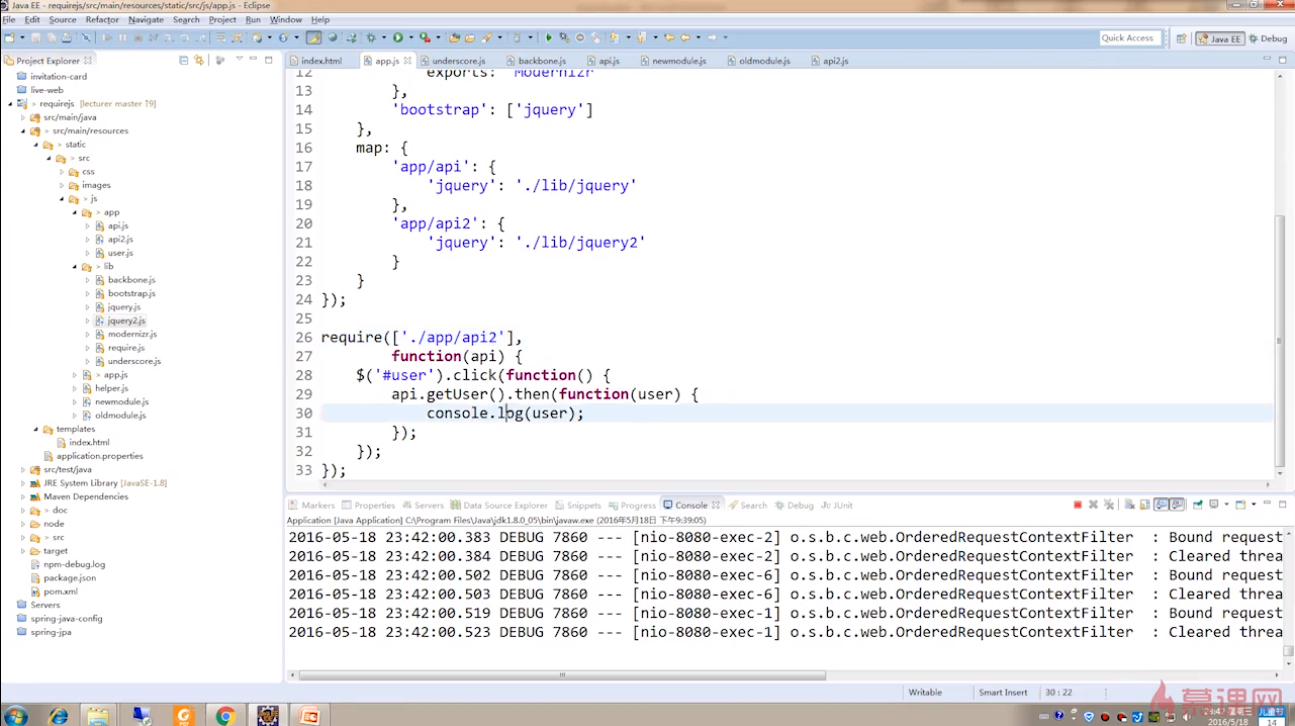 Java EE - requirejs/src/main/resources/static/src/js/app.js - Eclipse
File Edit Source Refactor Navigate Search Project Run Window Help
Quick Access Java EE Debug
Project Explorer
invitation-card
live-web
> requirejs [lecturer master ↑9]
src/main/java
> src/main/resources
> static
> src
> css
> images
> js
> app
api.js
api2.js
user.js
> lib
backbone.js
bootstrap.js
jquery.js
jquery2.js
modernizr.js
require.js
underscore.js
> app.js
helper.js
newmodule.js
oldmodule.js
templates
index.html
application.properties
src/test/java
JRE System Library [JavaSE-1.8]
Maven Dependencies
> doc
node
> src
target
npm-debug.log
package.json
pom.xml
Servers
spring-java-config
spring-jpa
index.html app.js underscore.js backbone.js api.js newmodule.js oldmodule.js api2.js
12 exports: 'Modernizr'
13 },
14 'bootstrap': ['jquery']
15 },
16 map: {
17 'app/api': {
18 'jquery': './lib/jquery'
19 },
20 'app/api2': {
21 'jquery': './lib/jquery2'
22 }
23 }
24 });
25
26 require(['./app/api2'],
27 function(api) {
28 $('#user').click(function() {
29 api.getUser().then(function(user) {
30 console.log(user);
31 });
32 });
33 });
Markers Properties Servers Data Source Explorer Snippets Progress Console Search Debug JUnit
Application [Java Application] C:\Program Files\Java\jdk1.8.0_05\bin\javaw.exe (2016年5月18日 下午9:39:05)
2016-05-18 23:42:00.383 DEBUG 7860 --- [nio-8080-exec-2] o.s.b.c.web.OrderedRequestContextFilter : Bound request
2016-05-18 23:42:00.384 DEBUG 7860 --- [nio-8080-exec-2] o.s.b.c.web.OrderedRequestContextFilter : Cleared threa
2016-05-18 23:42:00.502 DEBUG 7860 --- [nio-8080-exec-6] o.s.b.c.web.OrderedRequestContextFilter : Bound request
2016-05-18 23:42:00.503 DEBUG 7860 --- [nio-8080-exec-6] o.s.b.c.web.OrderedRequestContextFilter : Cleared threa
2016-05-18 23:42:00.519 DEBUG 7860 --- [nio-8080-exec-1] o.s.b.c.web.OrderedRequestContextFilter : Bound request
2016-05-18 23:42:00.523 DEBUG 7860 --- [nio-8080-exec-1] o.s.b.c.web.OrderedRequestContextFilter : Cleared threa
Writable Smart Insert 30 : 22
慕课网
2016/5/18
14